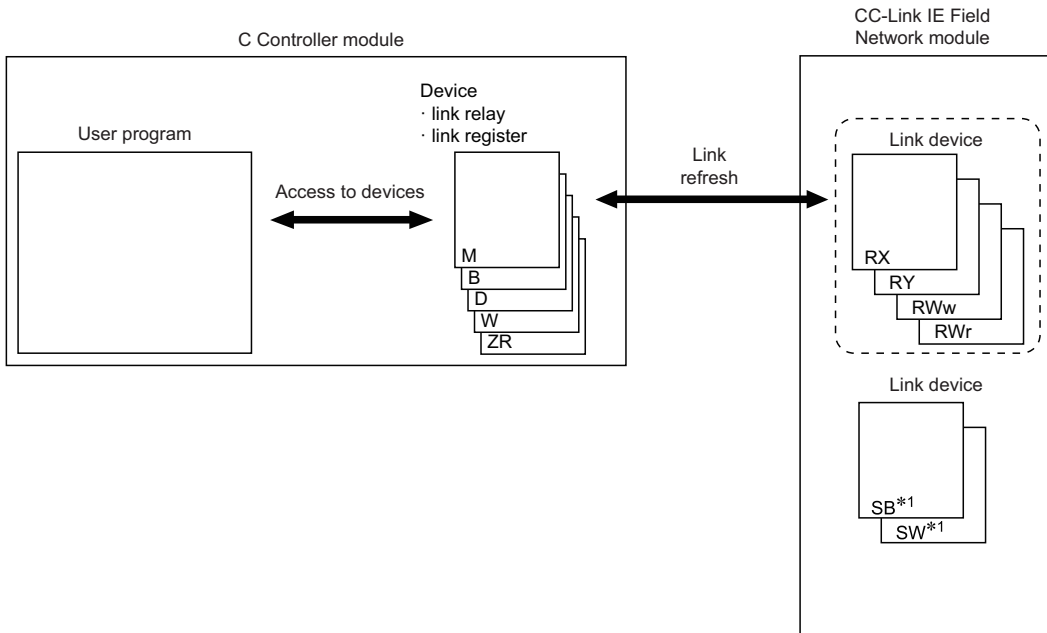 C Controller module
CC-Link IE Field
Network module
User program
Access to devices
Device
· link relay
· link register
M
B
D
W
ZR
Link
refresh
Link device
RX
RY
RWw
RWr
Link device
SB*1
SW*1